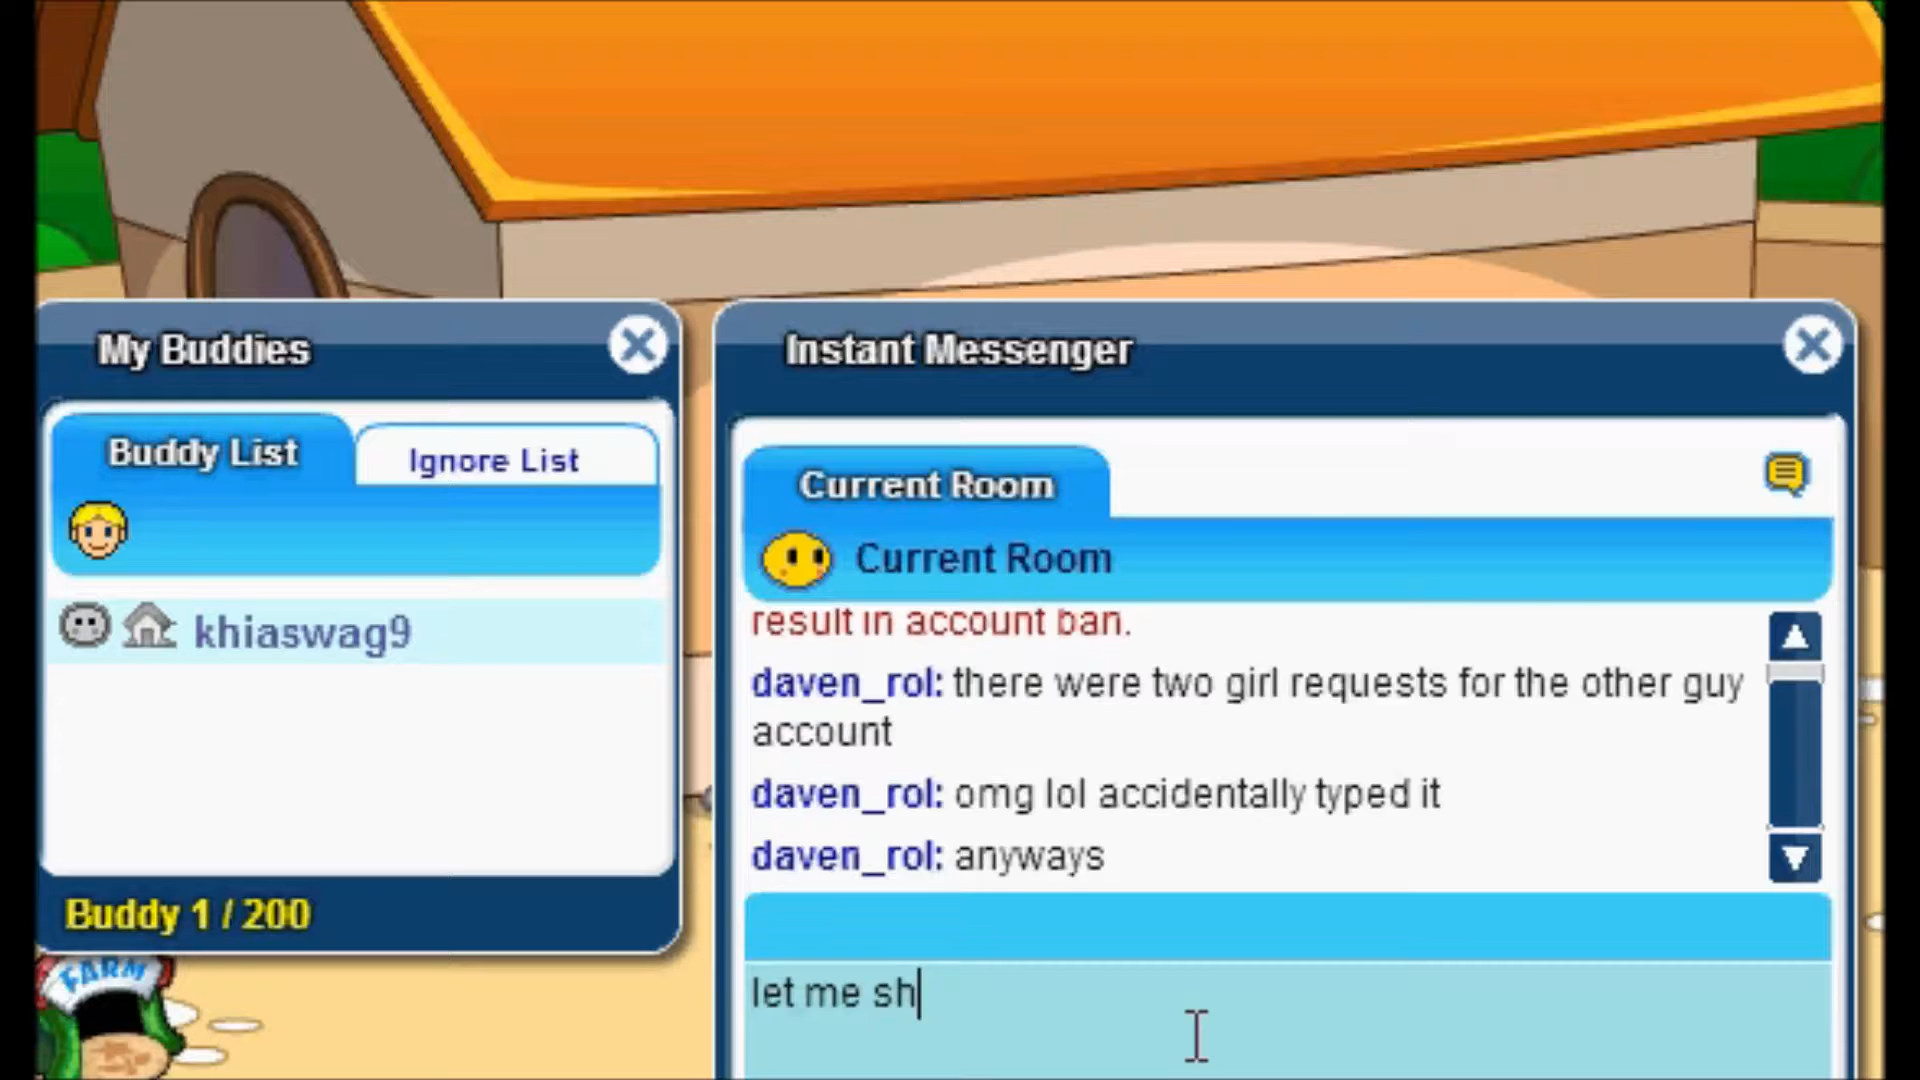 My Buddies
Buddy List
Ignore List
khiaswag9
Buddy 1 / 200
FARM
Instant Messenger
Current Room
Current Room
result in account ban.
daven_rol: there were two girl requests for the other guy
account
daven_rol: omg lol accidentally typed it
daven_rol: anyways
let me sh